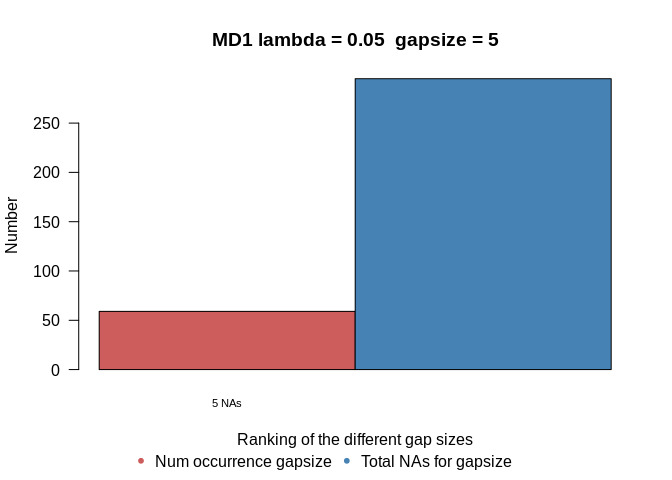 MD1 lambda = 0.05  gapsize = 5
Number
250
200
150
100
50
0
5 NAs
Ranking of the different gap sizes
Num occurrence gapsize  Total NAs for gapsize